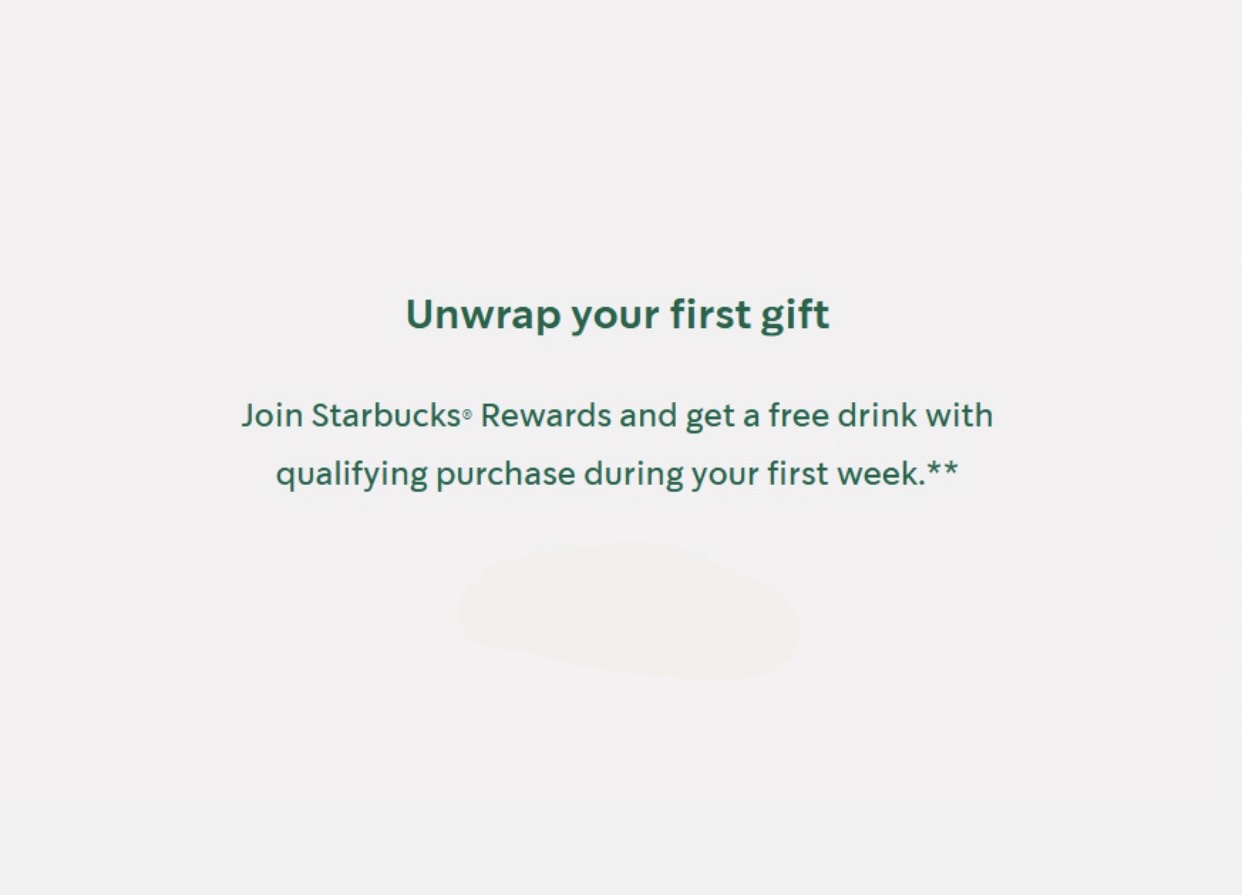 Unwrap your first gift
Join Starbucks® Rewards and get a free drink with
qualifying purchase during your first week.**